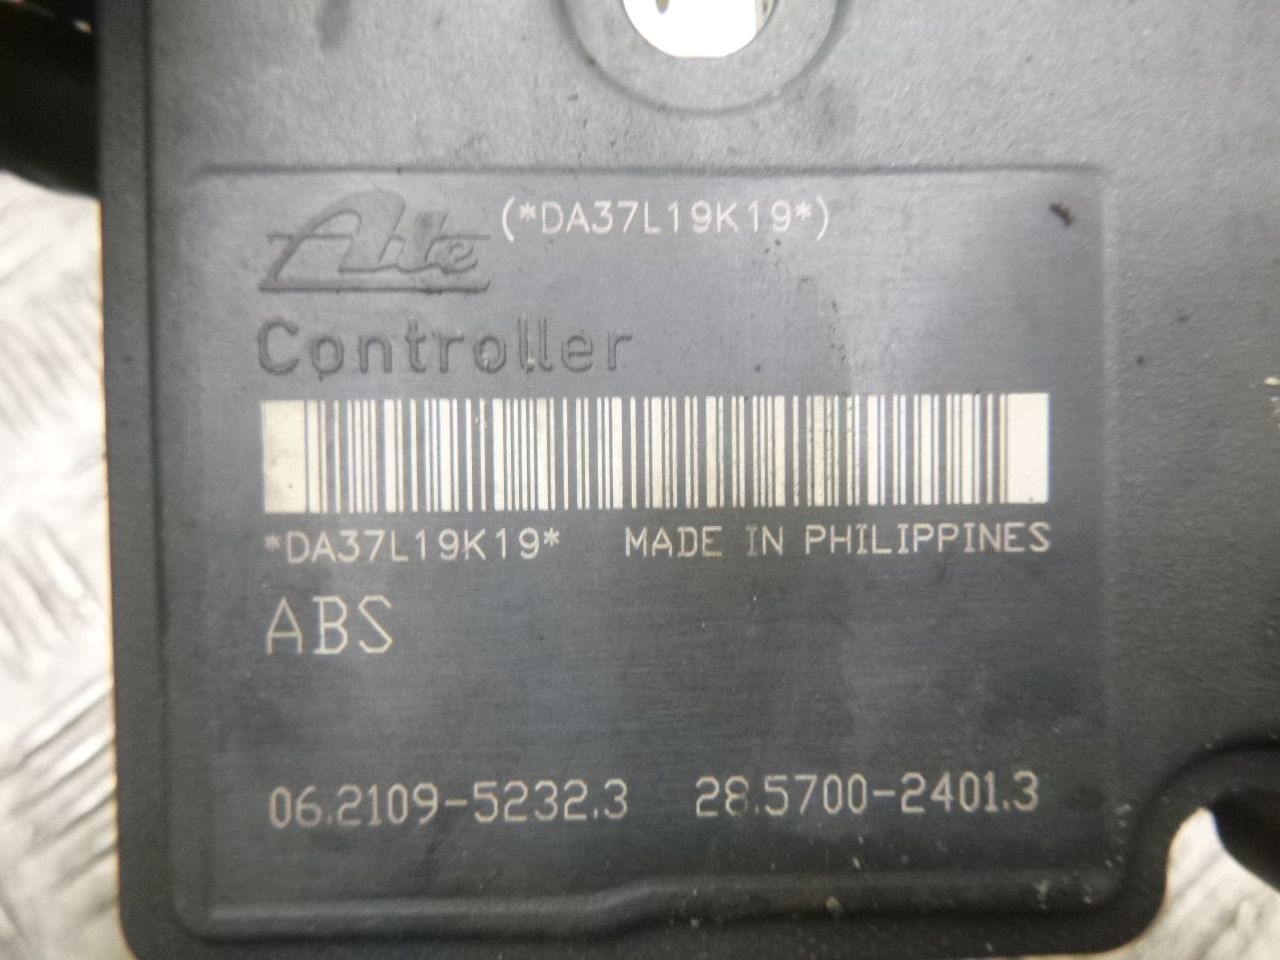 Ate (*DA37L19K19*)
Controller
*DA37L19K19* MADE IN PHILIPPINES
ABS
06.2109-5232.3 28.5700-2401.3